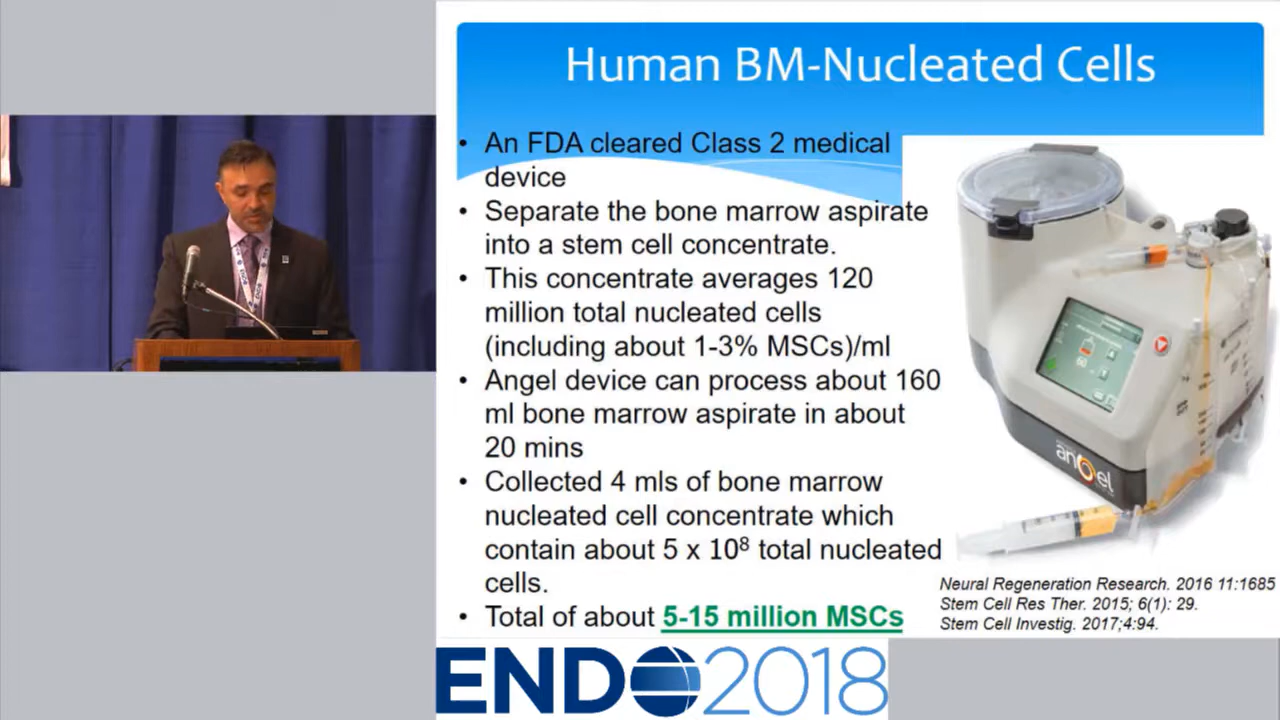 Human BM-Nucleated Cells
• An FDA cleared Class 2 medical
device
• Separate the bone marrow aspirate
into a stem cell concentrate.
• This concentrate averages 120
million total nucleated cells
(including about 1-3% MSCs)/ml
• Angel device can process about 160
ml bone marrow aspirate in about
20 mins
• Collected 4 mls of bone marrow
nucleated cell concentrate which
contain about 5 x 10⁸ total nucleated
cells.
• Total of about 5-15 million MSCs
angel
Neural Regeneration Research. 2016 11:1685
Stem Cell Res Ther. 2015; 6(1): 29.
Stem Cell Investig. 2017;4:94.
ENDO2018